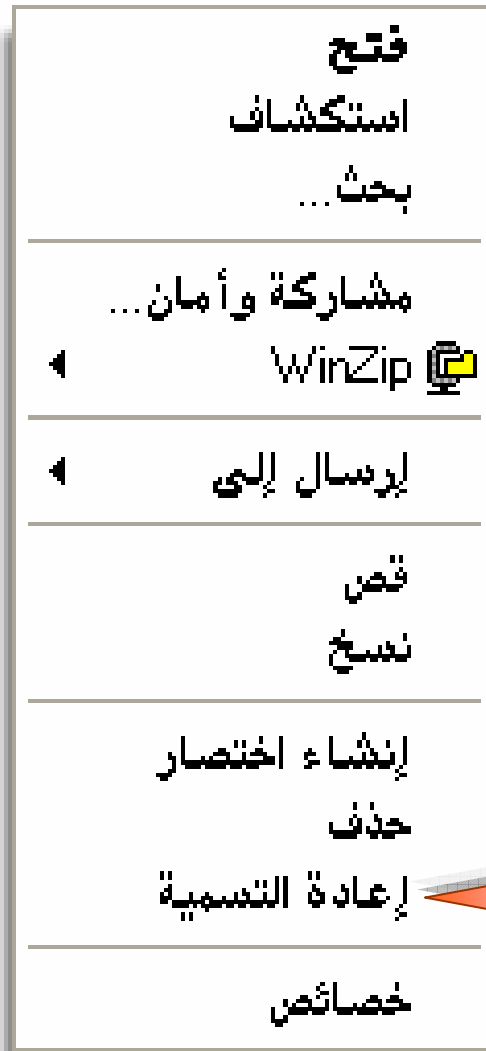 فتح
استكشاف
بحث...
مشاركة وأمان...
WinZip
إرسال إلى
قص
نسخ
إنشاء اختصار
حذف
إعادة التسمية
خصائص